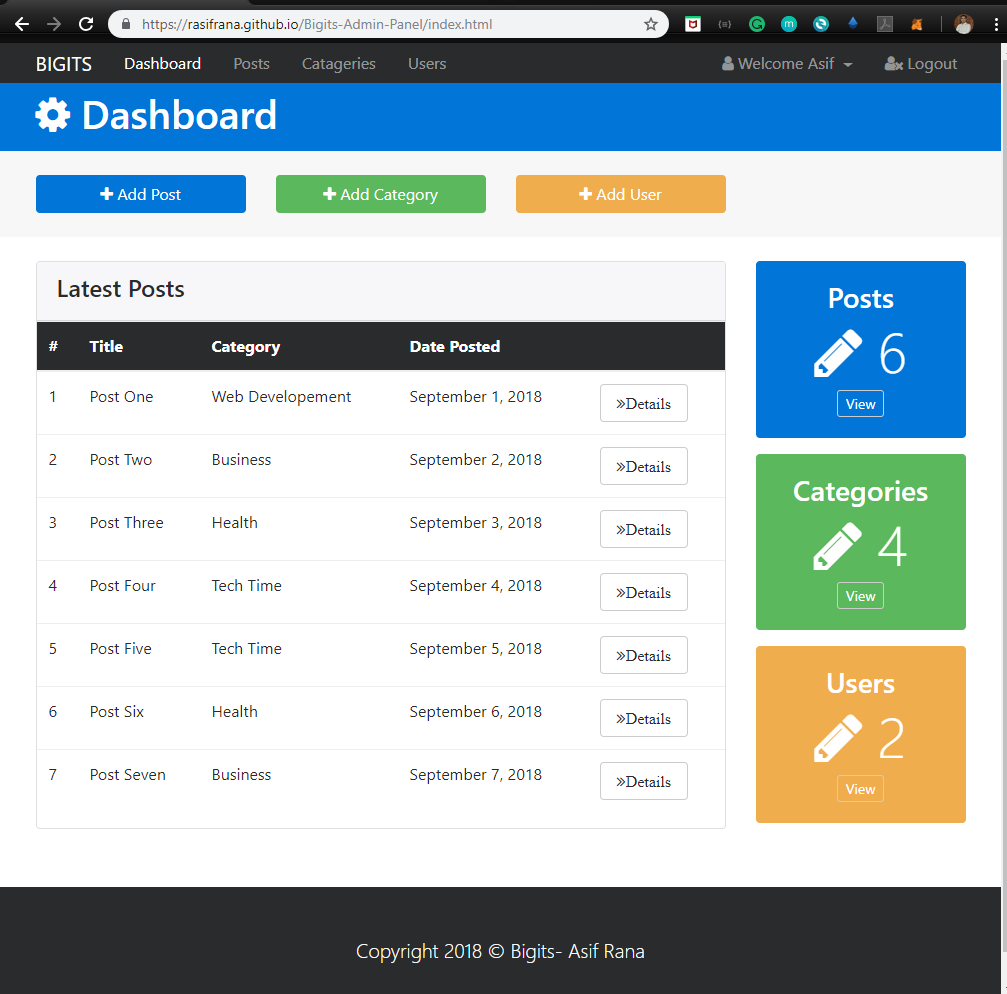 https://rasifrana.github.io/Bigits-Admin-Panel/index.html
BIGITS Dashboard Posts Catageries Users Welcome Asif Logout
Dashboard
Add Post Add Category Add User
Latest Posts
# Title Category Date Posted
1 Post One Web Developement September 1, 2018 »Details
2 Post Two Business September 2, 2018 »Details
3 Post Three Health September 3, 2018 »Details
4 Post Four Tech Time September 4, 2018 »Details
5 Post Five Tech Time September 5, 2018 »Details
6 Post Six Health September 6, 2018 »Details
7 Post Seven Business September 7, 2018 »Details
Posts
6
View
Categories
4
View
Users
2
View
Copyright 2018 © Bigits- Asif Rana